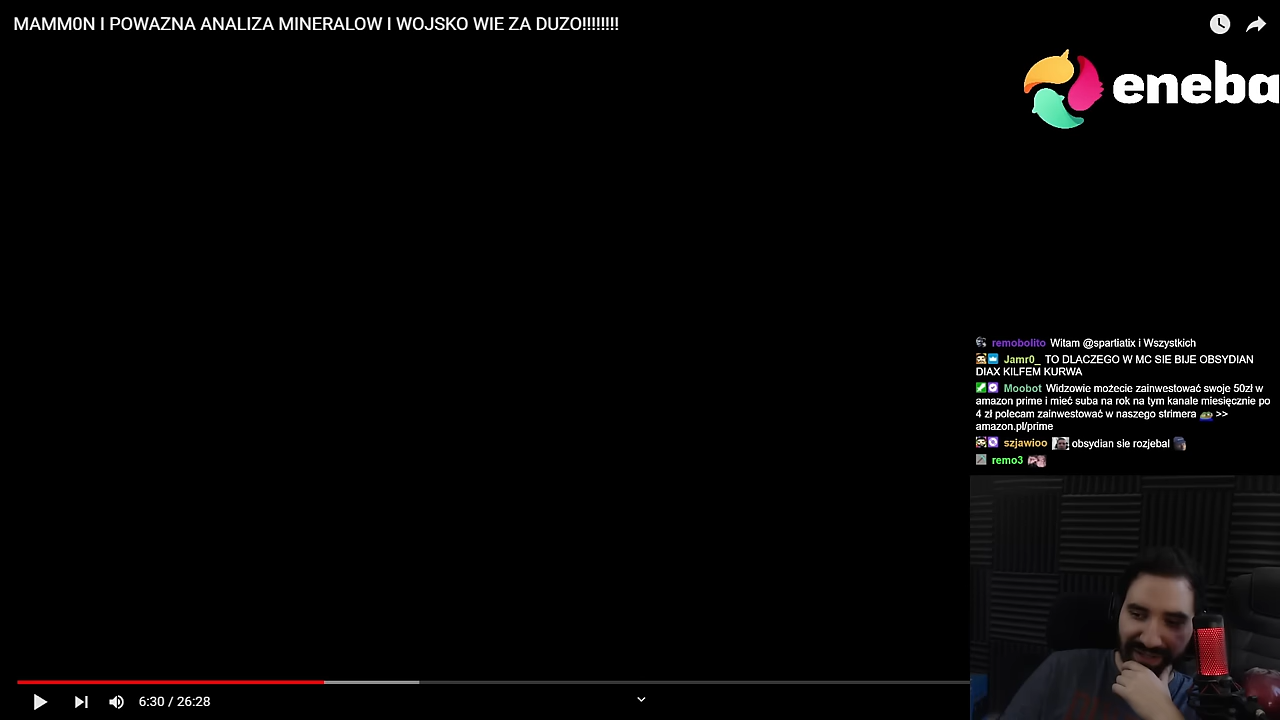 MAMM0N I POWAZNA ANALIZA MINERALOW I WOJSKO WIE ZA DUZO!!!!!!!!
eneba
remobolito Witam @spartiatix i Wszystkich
Jamr0_ TO DLACZEGO W MC SIE BIJE OBSYDIAN
DIAX KILFEM KURWA
Moobot Widzowie możecie zainwestować swoje 50zł w
amazon prime i mieć suba na rok na tym kanale miesięcznie po
4 zł polecam zainwestować w naszego strimera >>
amazon.pl/prime
szjawioo obsydian sie rozjebal
remo3
6:30 / 26:28